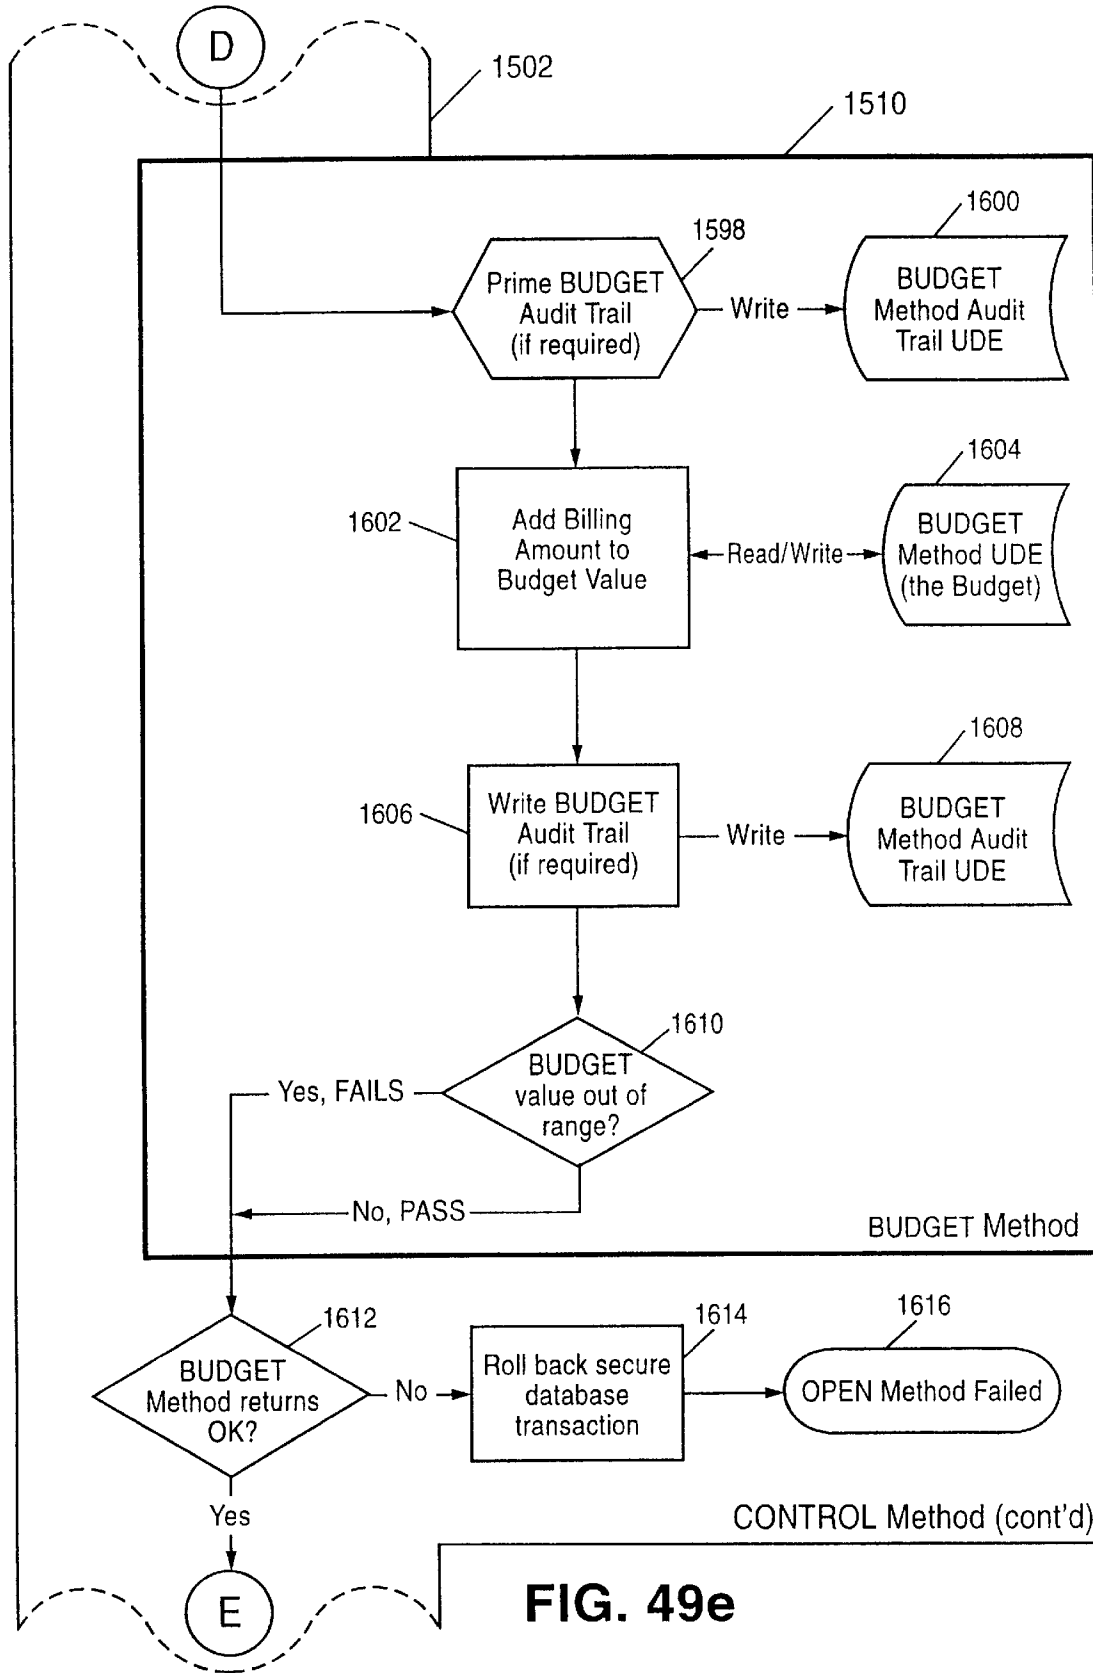 D
1502
1510
1600
1598
Prime BUDGET
Audit Trail
(if required)
Write
BUDGET
Method Audit
Trail UDE
1604
1602
Add Billing
Amount to
Budget Value
Read/Write
BUDGET
Method UDE
(the Budget)
1608
1606
Write BUDGET
Audit Trail
(if required)
Write
BUDGET
Method Audit
Trail UDE
1610
BUDGET
value out of
range?
Yes, FAILS
No, PASS
BUDGET Method
1612
1614
1616
BUDGET
Method returns
OK?
No
Roll back secure
database
transaction
OPEN Method Failed
Yes
CONTROL Method (cont'd)
E
FIG. 49e